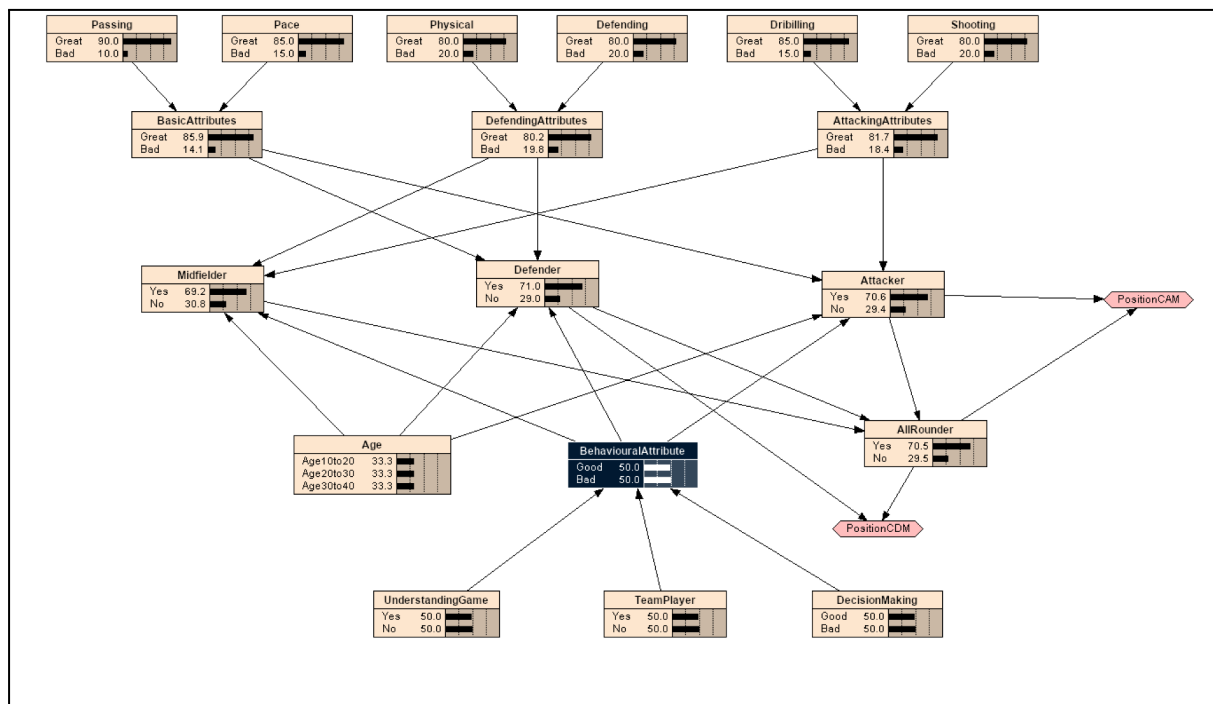 Passing
Great 90.0
Bad 10.0
Pace
Great 85.0
Bad 15.0
Physical
Great 80.0
Bad 20.0
Defending
Great 80.0
Bad 20.0
Dribilling
Great 85.0
Bad 15.0
Shooting
Great 80.0
Bad 20.0
BasicAttributes
Great 85.9
Bad 14.1
DefendingAttributes
Great 80.2
Bad 19.8
AttackingAttributes
Great 81.7
Bad 18.4
Midfielder
Yes 69.2
No 30.8
Defender
Yes 71.0
No 29.0
Attacker
Yes 70.6
No 29.4
PositionCAM
Age
Age10to20 33.3
Age20to30 33.3
Age30to40 33.3
BehaviouralAttribute
Good 50.0
Bad 50.0
AllRounder
Yes 70.5
No 29.5
PositionCDM
UnderstandingGame
Yes 50.0
No 50.0
TeamPlayer
Yes 50.0
No 50.0
DecisionMaking
Good 50.0
Bad 50.0